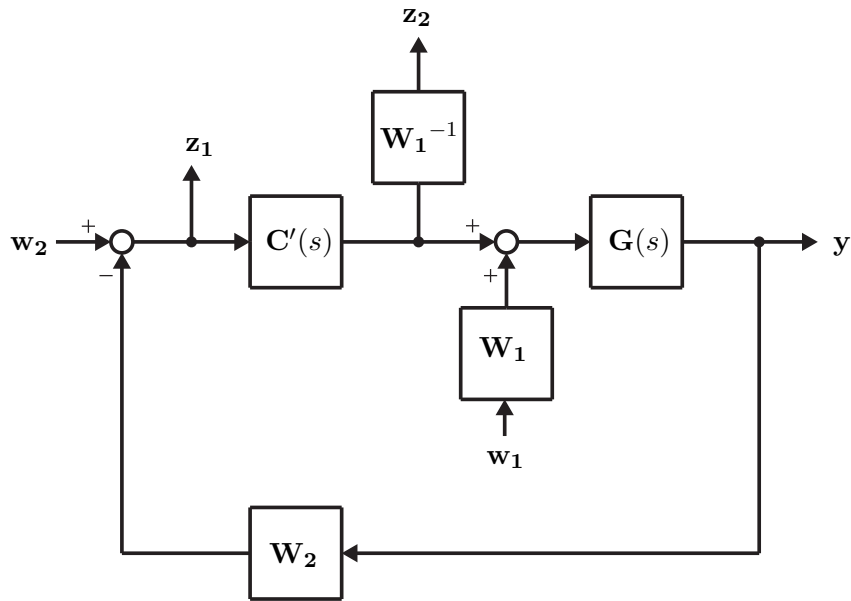 z₂
W₁⁻¹
z₁
w₂ + C′(s) + G(s) y
−
+
W₁
w₁
W₂